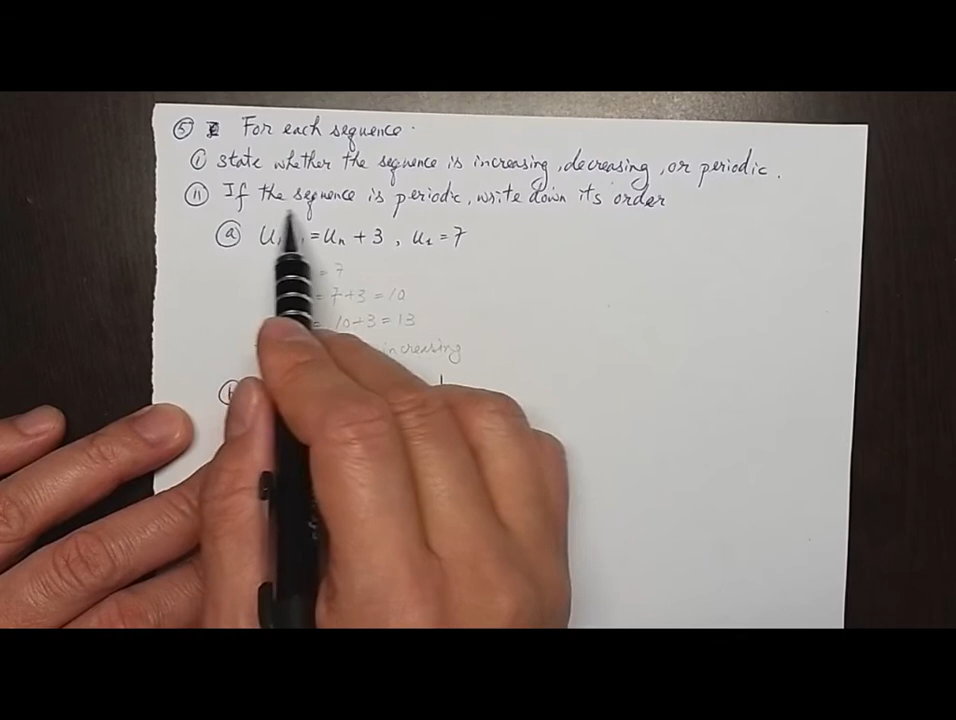 ⑤ For each sequence.
ⓘ state whether the sequence is increasing, decreasing, or periodic.
ⓘⓘ If the sequence is periodic, write down its order
ⓐ = uₙ + 3, u₁ = 7
= 7
= 7+3 = 10
= 10+3 = 13
increasing